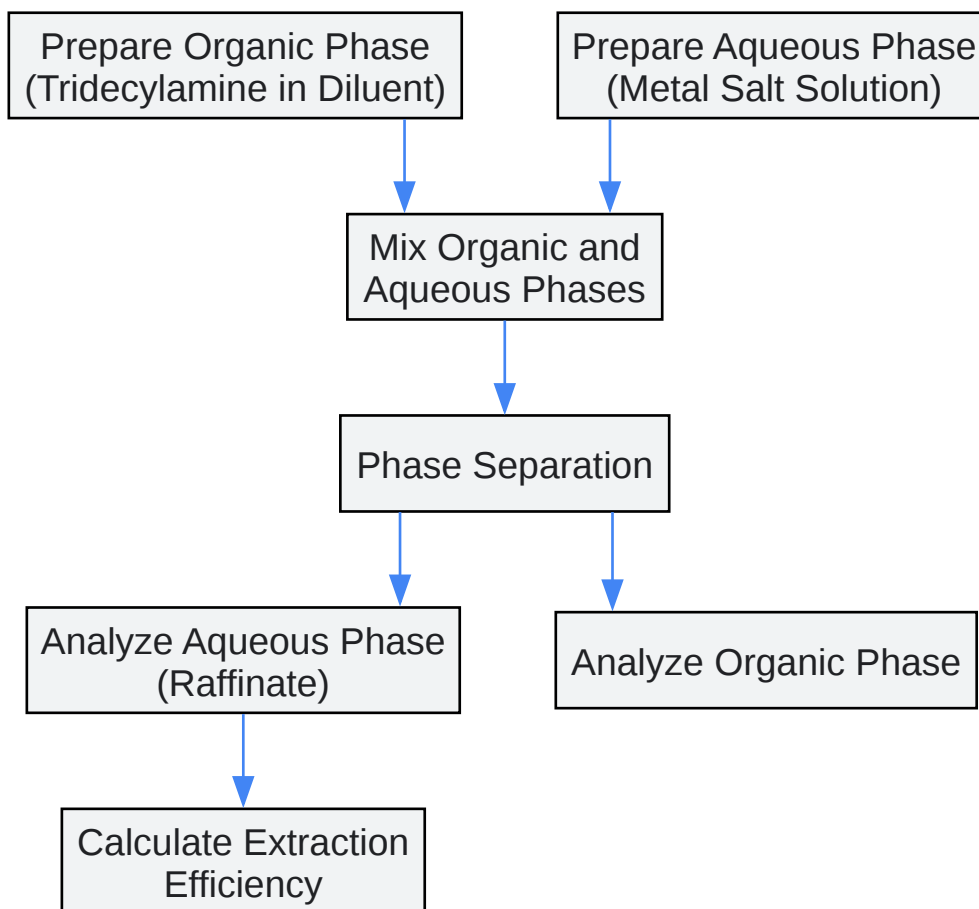 Prepare Organic Phase
(Tridecylamine in Diluent)
Prepare Aqueous Phase
(Metal Salt Solution)
Mix Organic and
Aqueous Phases
Phase Separation
Analyze Aqueous Phase
(Raffinate)
Analyze Organic Phase
Calculate Extraction
Efficiency